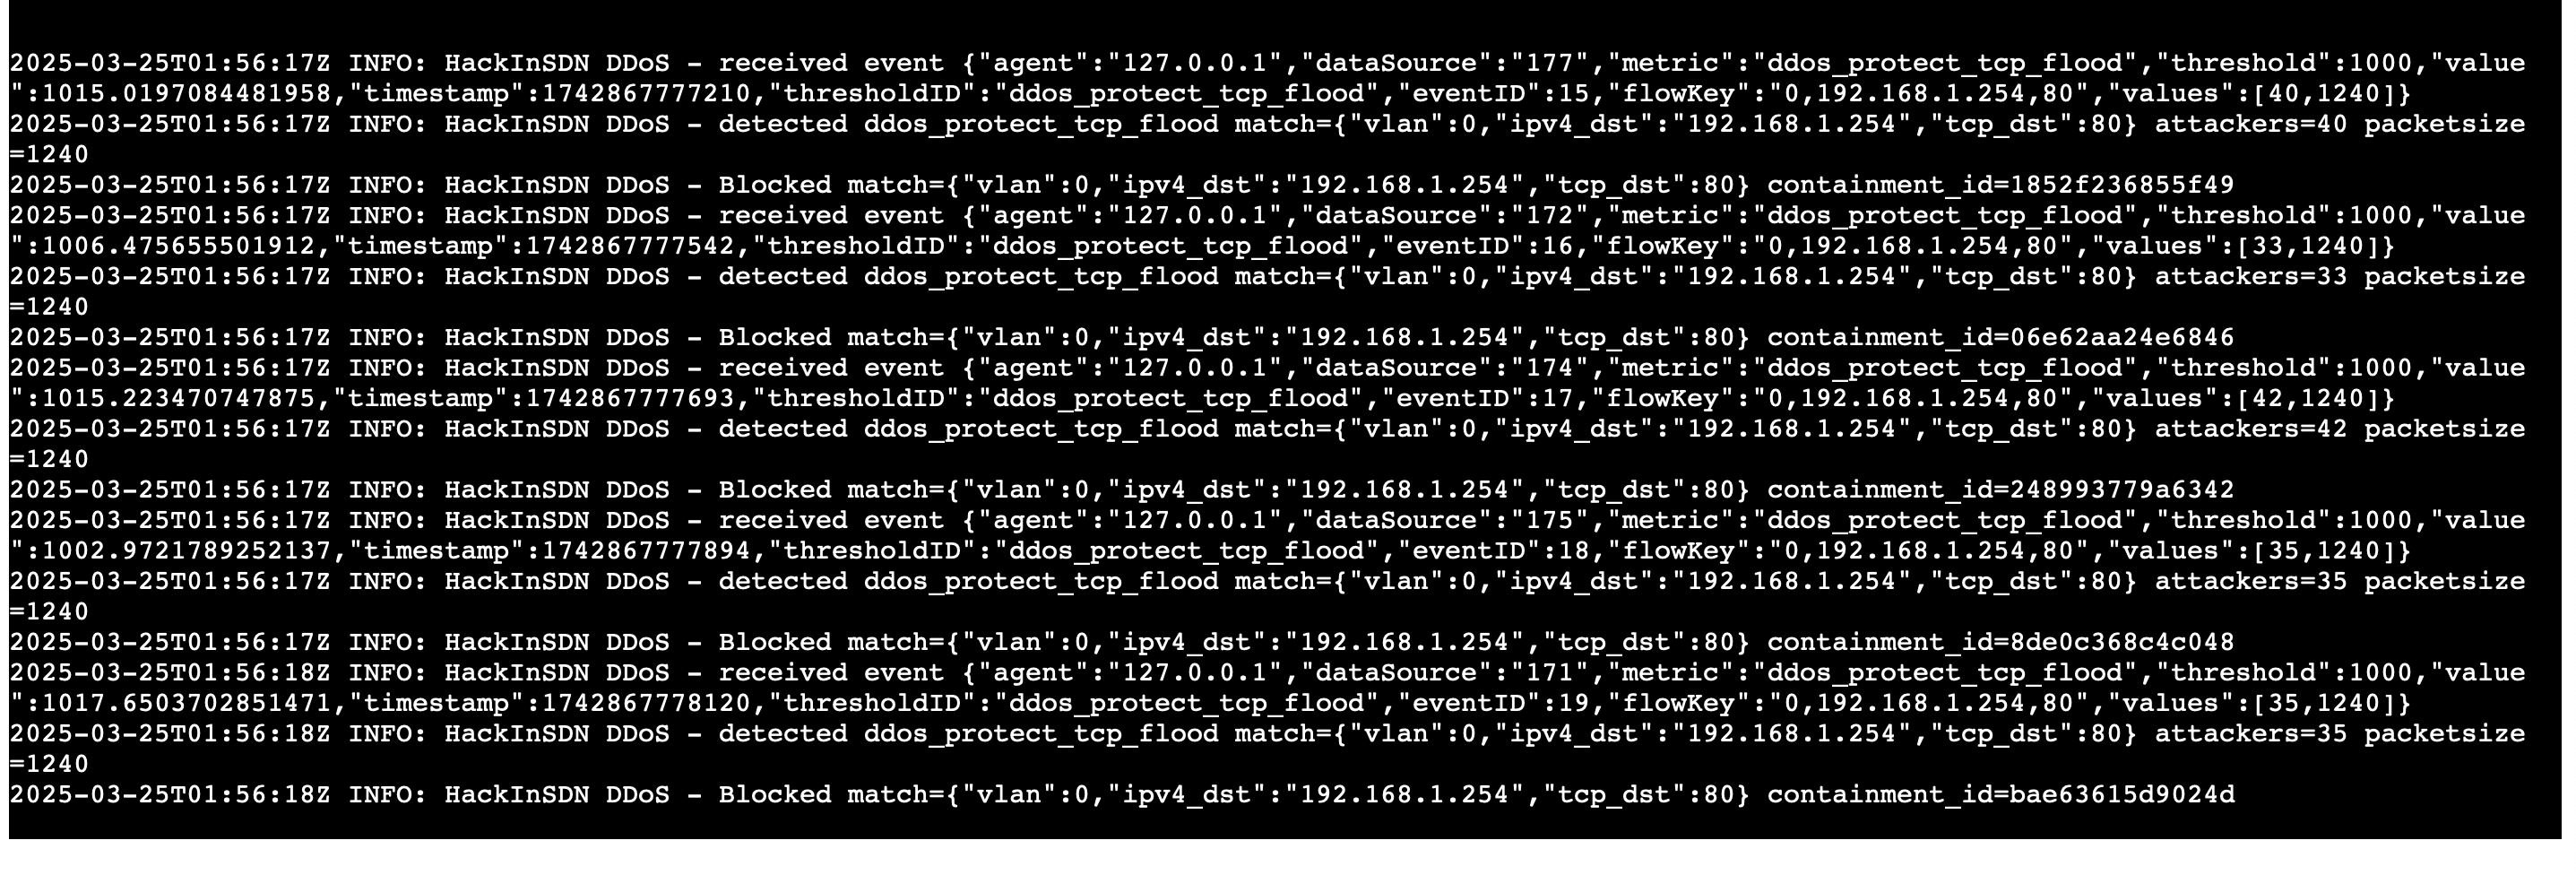 2025-03-25T01:56:17Z INFO: HackInSDN DDoS - received event {"agent":"127.0.0.1","dataSource":"177","metric":"ddos_protect_tcp_flood","threshold":1000,"value
":1015.0197084481958,"timestamp":1742867777210,"thresholdID":"ddos_protect_tcp_flood","eventID":15,"flowKey":"0,192.168.1.254,80","values":[40,1240]}
2025-03-25T01:56:17Z INFO: HackInSDN DDoS - detected ddos_protect_tcp_flood match={"vlan":0,"ipv4_dst":"192.168.1.254","tcp_dst":80} attackers=40 packetsize
=1240
2025-03-25T01:56:17Z INFO: HackInSDN DDoS - Blocked match={"vlan":0,"ipv4_dst":"192.168.1.254","tcp_dst":80} containment_id=1852f236855f49
2025-03-25T01:56:17Z INFO: HackInSDN DDoS - received event {"agent":"127.0.0.1","dataSource":"172","metric":"ddos_protect_tcp_flood","threshold":1000,"value
":1006.475655501912,"timestamp":1742867777542,"thresholdID":"ddos_protect_tcp_flood","eventID":16,"flowKey":"0,192.168.1.254,80","values":[33,1240]}
2025-03-25T01:56:17Z INFO: HackInSDN DDoS - detected ddos_protect_tcp_flood match={"vlan":0,"ipv4_dst":"192.168.1.254","tcp_dst":80} attackers=33 packetsize
=1240
2025-03-25T01:56:17Z INFO: HackInSDN DDoS - Blocked match={"vlan":0,"ipv4_dst":"192.168.1.254","tcp_dst":80} containment_id=06e62aa24e6846
2025-03-25T01:56:17Z INFO: HackInSDN DDoS - received event {"agent":"127.0.0.1","dataSource":"174","metric":"ddos_protect_tcp_flood","threshold":1000,"value
":1015.223470747875,"timestamp":1742867777693,"thresholdID":"ddos_protect_tcp_flood","eventID":17,"flowKey":"0,192.168.1.254,80","values":[42,1240]}
2025-03-25T01:56:17Z INFO: HackInSDN DDoS - detected ddos_protect_tcp_flood match={"vlan":0,"ipv4_dst":"192.168.1.254","tcp_dst":80} attackers=42 packetsize
=1240
2025-03-25T01:56:17Z INFO: HackInSDN DDoS - Blocked match={"vlan":0,"ipv4_dst":"192.168.1.254","tcp_dst":80} containment_id=248993779a6342
2025-03-25T01:56:17Z INFO: HackInSDN DDoS - received event {"agent":"127.0.0.1","dataSource":"175","metric":"ddos_protect_tcp_flood","threshold":1000,"value
":1002.9721789252137,"timestamp":1742867777894,"thresholdID":"ddos_protect_tcp_flood","eventID":18,"flowKey":"0,192.168.1.254,80","values":[35,1240]}
2025-03-25T01:56:17Z INFO: HackInSDN DDoS - detected ddos_protect_tcp_flood match={"vlan":0,"ipv4_dst":"192.168.1.254","tcp_dst":80} attackers=35 packetsize
=1240
2025-03-25T01:56:17Z INFO: HackInSDN DDoS - Blocked match={"vlan":0,"ipv4_dst":"192.168.1.254","tcp_dst":80} containment_id=8de0c368c4c048
2025-03-25T01:56:18Z INFO: HackInSDN DDoS - received event {"agent":"127.0.0.1","dataSource":"171","metric":"ddos_protect_tcp_flood","threshold":1000,"value
":1017.6503702851471,"timestamp":1742867778120,"thresholdID":"ddos_protect_tcp_flood","eventID":19,"flowKey":"0,192.168.1.254,80","values":[35,1240]}
2025-03-25T01:56:18Z INFO: HackInSDN DDoS - detected ddos_protect_tcp_flood match={"vlan":0,"ipv4_dst":"192.168.1.254","tcp_dst":80} attackers=35 packetsize
=1240
2025-03-25T01:56:18Z INFO: HackInSDN DDoS - Blocked match={"vlan":0,"ipv4_dst":"192.168.1.254","tcp_dst":80} containment_id=bae63615d9024d